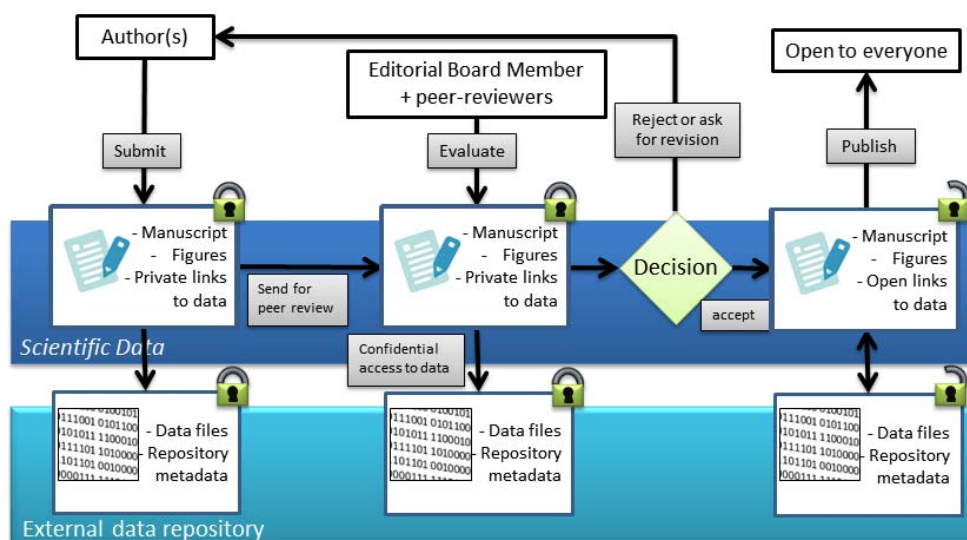 Author(s)
Editorial Board Member
+ peer-reviewers
Open to everyone
Submit
Evaluate
Reject or ask
for revision
Publish
- Manuscript
- Figures
- Private links
to data
Send for
peer review
- Manuscript
- Figures
- Private links
to data
Decision
accept
- Manuscript
- Figures
- Open links
to data
Scientific Data
Confidential
access to data
- Data files
- Repository
metadata
- Data files
- Repository
metadata
- Data files
- Repository
metadata
External data repository